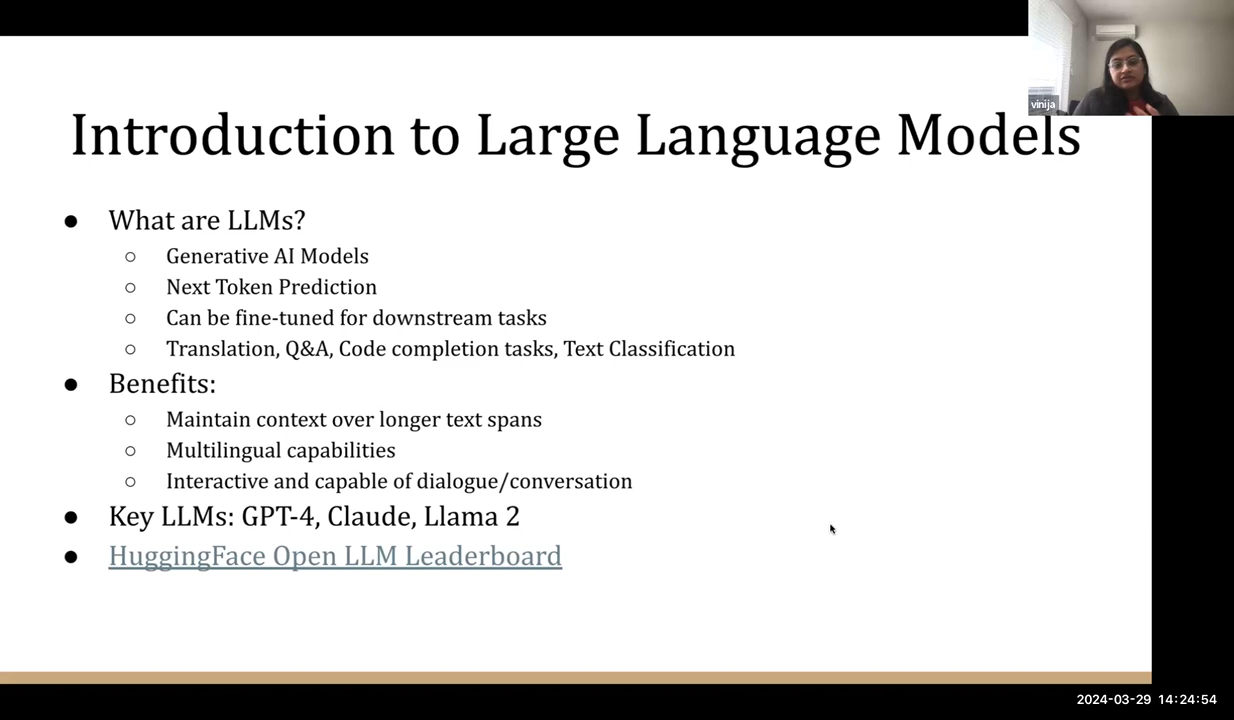 vinija
Introduction to Large Language Models
● What are LLMs?
○ Generative AI Models
○ Next Token Prediction
○ Can be fine-tuned for downstream tasks
○ Translation, Q&A, Code completion tasks, Text Classification
● Benefits:
○ Maintain context over longer text spans
○ Multilingual capabilities
○ Interactive and capable of dialogue/conversation
● Key LLMs: GPT-4, Claude, Llama 2
● HuggingFace Open LLM Leaderboard
2024-03-29 14:24:54